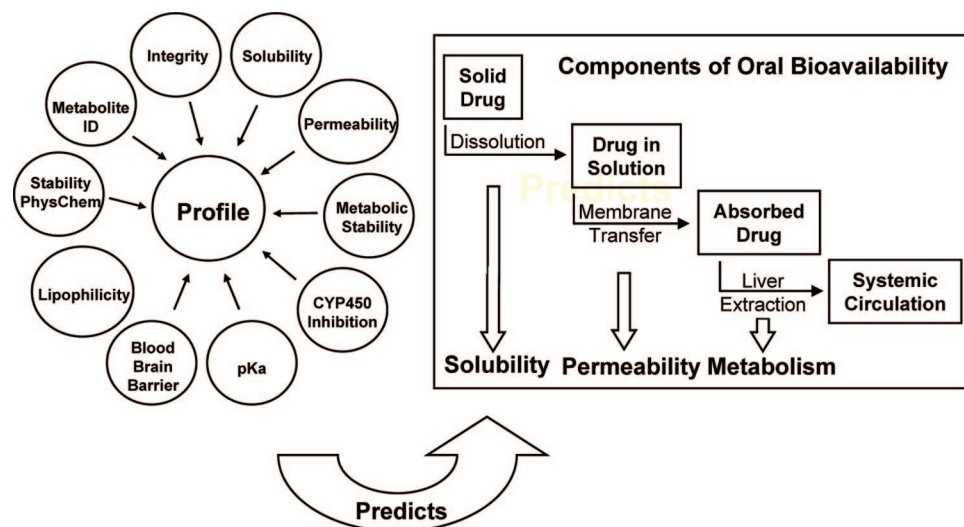 Integrity
Solubility
Metabolite
ID
Permeability
Stability
PhysChem
Profile
Metabolic
Stability
Lipophilicity
CYP450
Inhibition
Blood
Brain
Barrier
pKa
Components of Oral Bioavailability
Solid
Drug
Dissolution
Drug in
Solution
Predicts
Membrane
Transfer
Absorbed
Drug
Liver
Extraction
Systemic
Circulation
Solubility Permeability Metabolism
Predicts